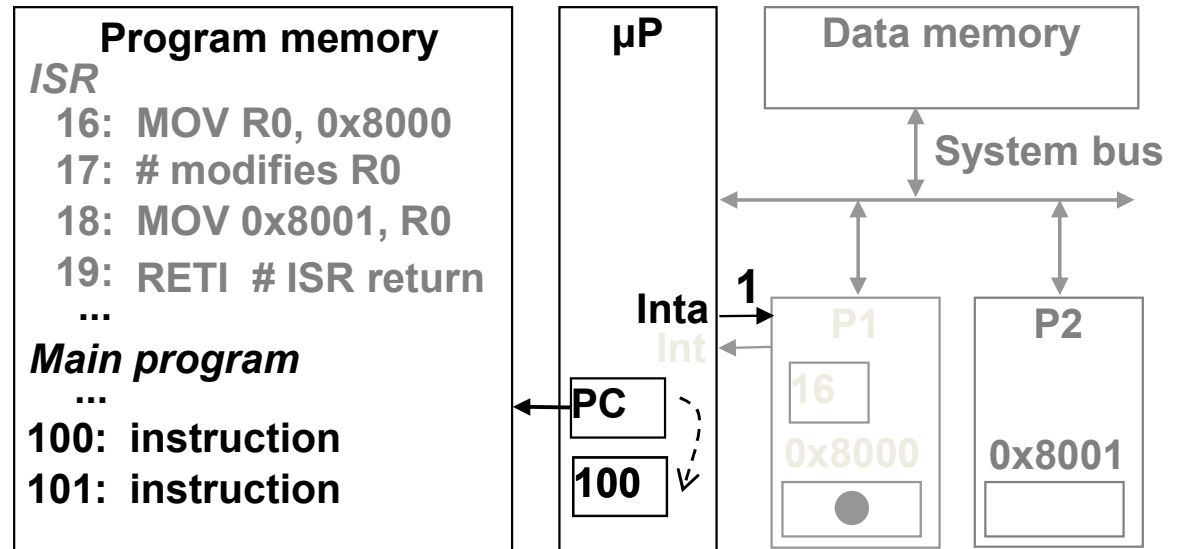 Program memory
ISR
16: MOV R0, 0x8000
17: # modifies R0
18: MOV 0x8001, R0
19: RETI # ISR return
...
Main program
...
100: instruction
101: instruction
µP
Inta
Int
PC
100
1
Data memory
System bus
P1
16
0x8000
P2
0x8001